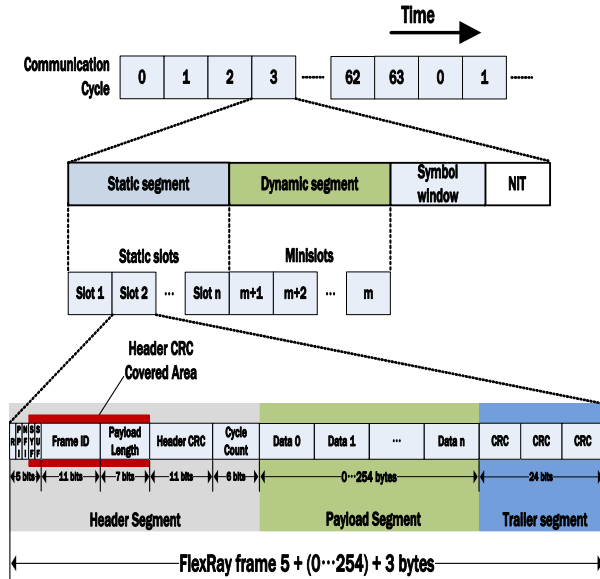 Time
Communication
Cycle
0 1 2 3 ...... 62 63 0 1 ......
Static segment Dynamic segment Symbol window NIT
Static slots Minislots
Slot 1 Slot 2 ... Slot n m+1 m+2 ... m
Header CRC
Covered Area
R PPI NFI SYF SUF Frame ID Payload Length Header CRC Cycle Count Data 0 Data 1 ... Data n CRC CRC CRC
5 bits 11 bits 7 bits 11 bits 6 bits 0···254 bytes 24 bits
Header Segment Payload Segment Trailer segment
FlexRay frame 5 + (0···254) + 3 bytes